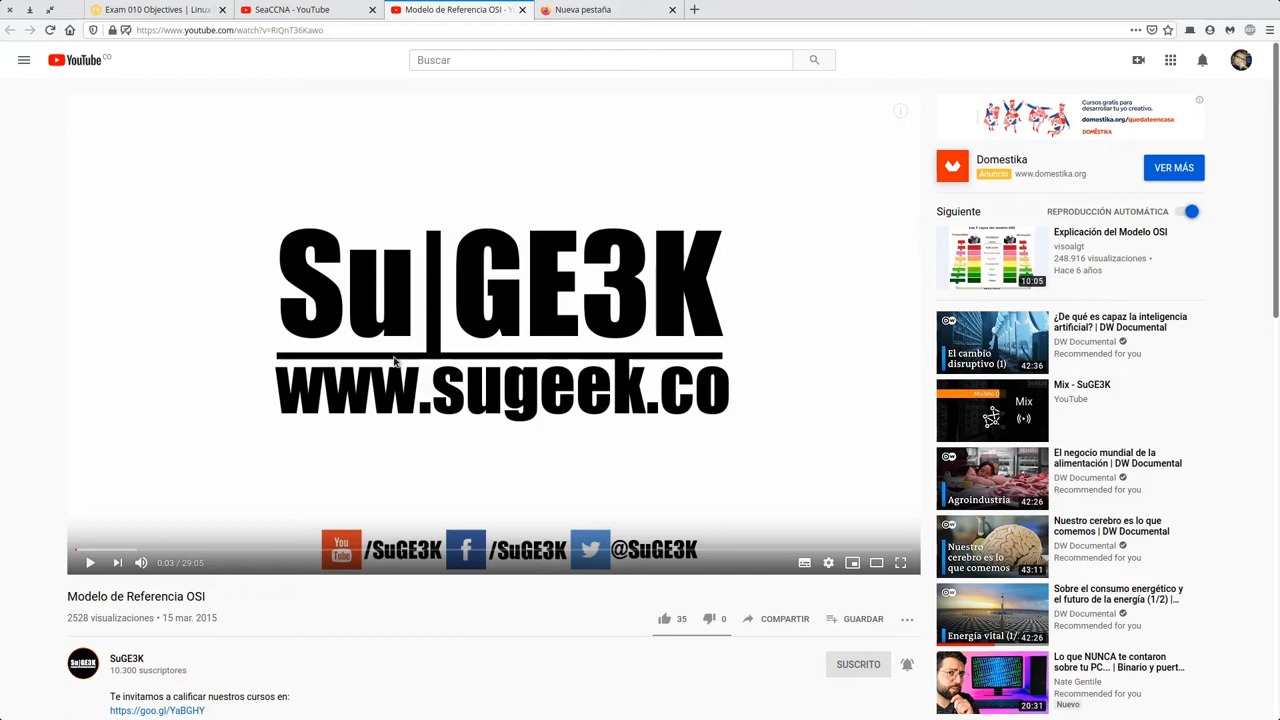 Exam 010 Objectives | Linux
SeaCCNA - YouTube
Modelo de Referencia OSI - Y
Nueva pestaña
https://www.youtube.com/watch?v=RiQnT36Kawo
YouTube CO
Buscar
Su|GE3K
www.sugeek.co
You Tube /SuGE3K f /SuGE3K @SuGE3K
0:03 / 29:05
Modelo de Referencia OSI
2528 visualizaciones • 15 mar. 2015
35 0 COMPARTIR GUARDAR
Su|GE3K
SuGE3K
10.300 suscriptores
SUSCRITO
Te invitamos a calificar nuestros cursos en:
https://goo.gl/YaBGHY
Cursos gratis para
desarrollar tu yo creativo.
domestika.org/quedateencasa
DOMESTIKA
Domestika
Anuncio www.domestika.org
VER MÁS
Siguiente
REPRODUCCIÓN AUTOMÁTICA
10:05
Explicación del Modelo OSI
visoalgt
248.916 visualizaciones •
Hace 6 años
El cambio
disruptivo (1)
42:36
¿De qué es capaz la inteligencia
artificial? | DW Documental
DW Documental
Recommended for you
Mix
Mix - SuGE3K
YouTube
Agroindustria
42:26
El negocio mundial de la
alimentación | DW Documental
DW Documental
Recommended for you
Nuestro
cerebro es lo
que comemos
43:11
Nuestro cerebro es lo que
comemos | DW Documental
DW Documental
Recommended for you
Energía vital (1/
42:26
Sobre el consumo energético y
el futuro de la energía (1/2) |...
DW Documental
Recommended for you
20:31
Lo que NUNCA te contaron
sobre tu PC... | Binario y puert...
Nate Gentile
Recommended for you
Nuevo